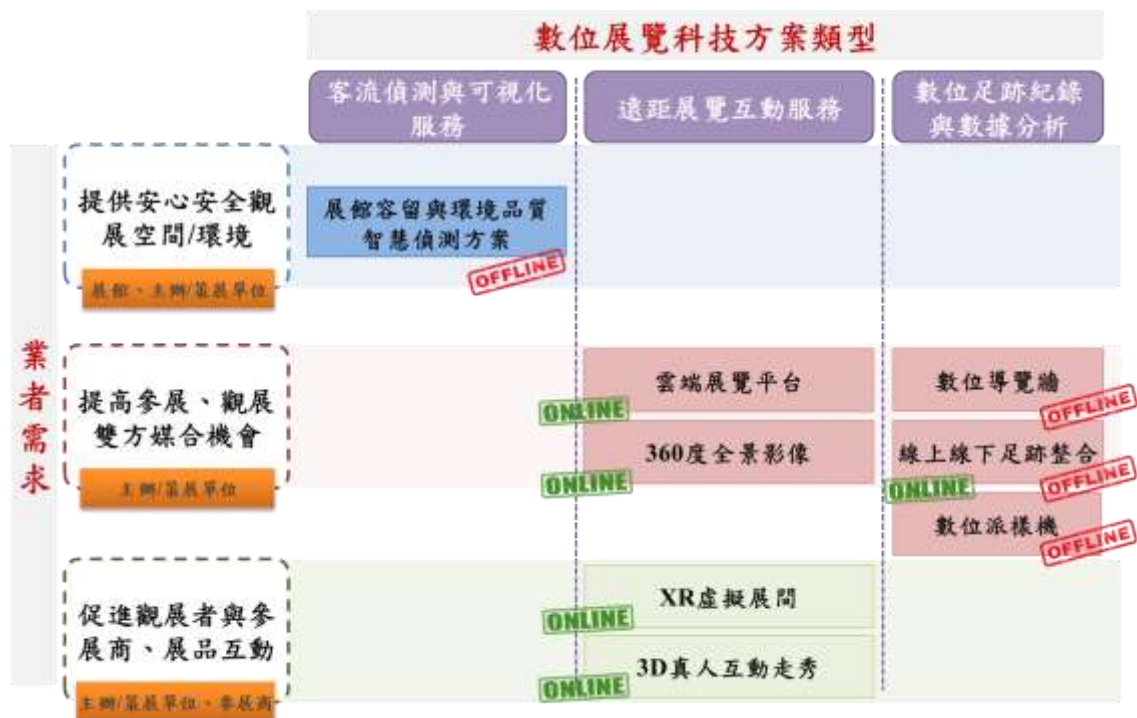 數位展覽科技方案類型
客流偵測與可視化
服務
遠距展覽互動服務
數位足跡紀錄
與數據分析
業者需求
提供安心安全觀
展空間/環境
展館、主辦/策展單位
展館容留與環境品質
智慧偵測方案
OFFLINE
提高參展、觀展
雙方媒合機會
主辦/策展單位
雲端展覽平台
ONLINE
數位導覽牆
OFFLINE
360度全景影像
ONLINE
線上線下足跡整合
ONLINE
OFFLINE
數位派樣機
OFFLINE
促進觀展者與參
展商、展品互動
主辦/策展單位、參展商
XR虛擬展間
ONLINE
3D真人互動走秀
ONLINE